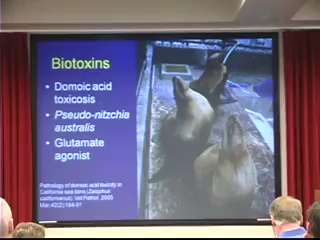 Biotoxins
• Domoic acid
toxicosis
• Pseudo-nitzchia
australis
• Glutamate
agonist
Pathology of domoic acid toxicity in
California sea lions (Zalophus
californianus). Vet Pathol. 2005
Mar;42(2):184-91